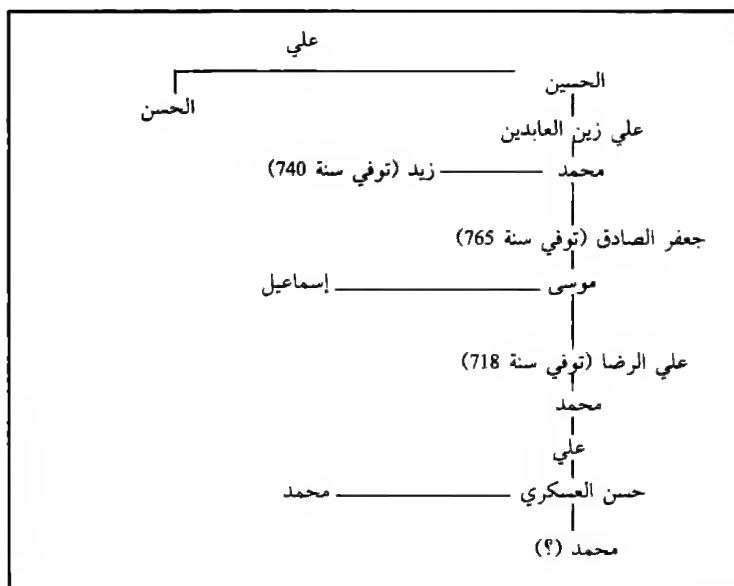 علي
الحسين
الحسن
علي زين العابدين
محمد زيد (توفي سنة 740)
جعفر الصادق (توفي سنة 765)
موسى إسماعيل
علي الرضا (توفي سنة 718)
محمد
علي
حسن العسكري محمد
محمد (؟)